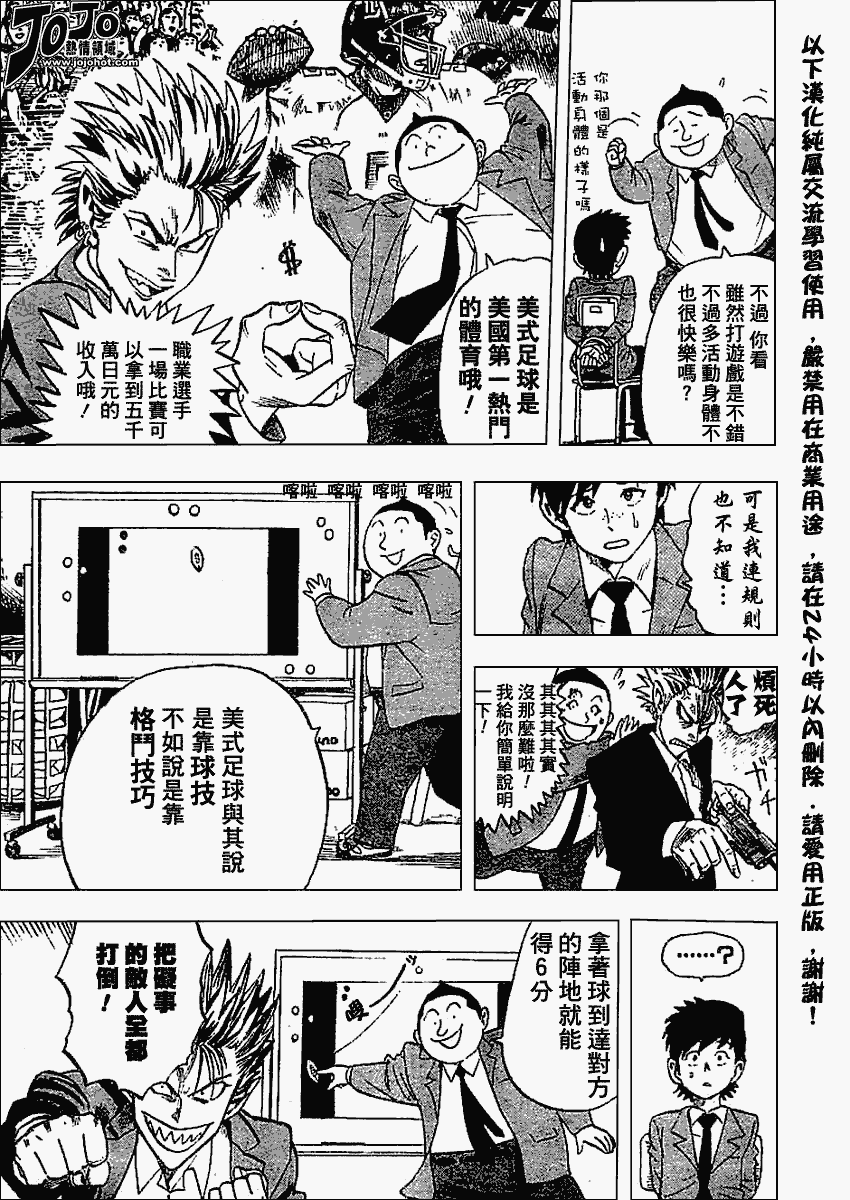 JOJO
熱情領域
www.jojohot.com
NFL
以下漢化純屬交流學習使用，嚴禁用在商業用途，請在24小時以內刪除．請愛用正版，謝謝！
你那個是
活動身體的樣子嗎
不過 你看
雖然打遊戲是不錯
不過多活動身體不
也很快樂嗎？
美式足球是
美國第一熱門
的體育哦！
$
職業選手
一場比賽可
以拿到五千
萬日元的
收入哦！
可是我連規則
也不知道…
喀啦 喀啦 喀啦 喀啦
煩死
人了
ガチ
其其其其實
沒那麼難啦！
我給你簡單說明
一下！
美式足球與其說
是靠球技
不如說是靠
格鬥技巧
……？
拿著球到達對方
的陣地就能
得6分
把礙事
的敵人全都
打倒！